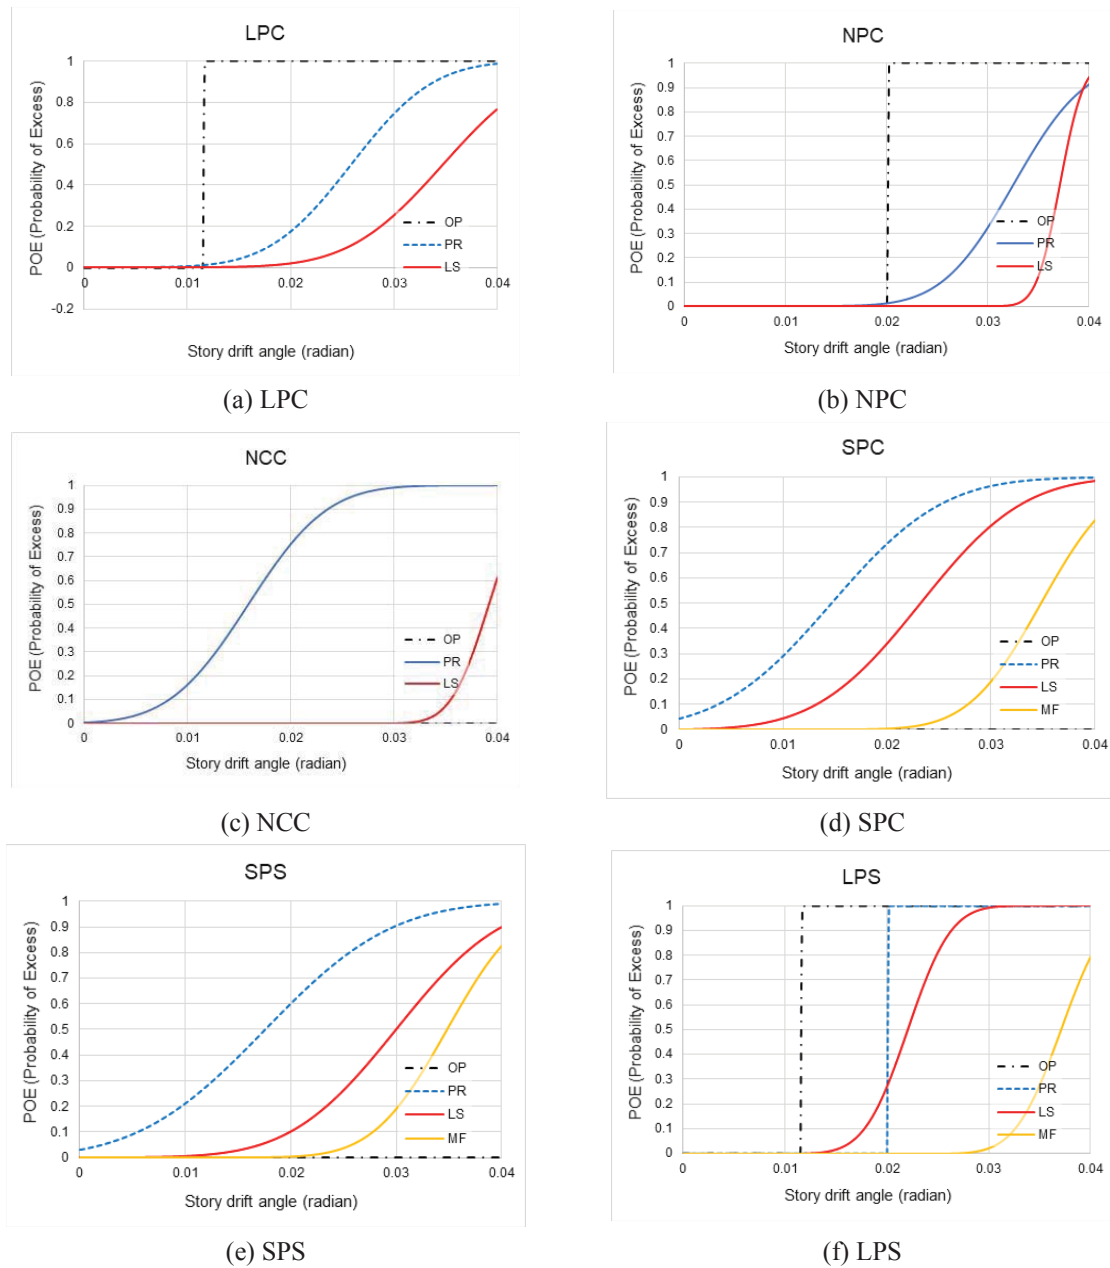 LPC
POE (Probability of Excess)
1
0.8
0.6
0.4
0.2
0
-0.2
0
0.01
0.02
0.03
0.04
OP
PR
LS
Story drift angle (radian)
(a) LPC
NPC
POE (Probability of Excess)
1
0.9
0.8
0.7
0.6
0.5
0.4
0.3
0.2
0.1
0
0
0.01
0.02
0.03
0.04
OP
PR
LS
Story drift angle (radian)
(b) NPC
NCC
POE (Probability of Excess)
1
0.9
0.8
0.7
0.6
0.5
0.4
0.3
0.2
0.1
0
0
0.01
0.02
0.03
0.04
OP
PR
LS
Story drift angle (radian)
(c) NCC
SPC
POE (Probability of Excess)
1
0.9
0.8
0.7
0.6
0.5
0.4
0.3
0.2
0.1
0
0
0.01
0.02
0.03
0.04
OP
PR
LS
MF
Story drift angle (radian)
(d) SPC
SPS
POE (Probability of Excess)
1
0.9
0.8
0.7
0.6
0.5
0.4
0.3
0.2
0.1
0
0
0.01
0.02
0.03
0.04
OP
PR
LS
MF
Story drift angle (radian)
(e) SPS
LPS
POE (Probability of Excess)
1
0.9
0.8
0.7
0.6
0.5
0.4
0.3
0.2
0.1
0
0
0.01
0.02
0.03
0.04
OP
PR
LS
MF
Story drift angle (radian)
(f) LPS